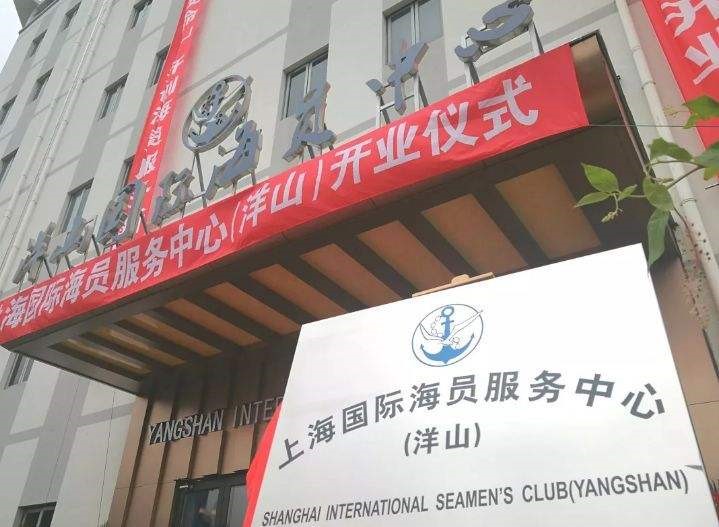 洋山国际海员中心
上海国际海员服务中心(洋山)开业仪式
YANGSHAN INTER
上海国际海员服务中心
(洋山)
SHANGHAI INTERNATIONAL SEAMEN'S CLUB(YANGSHAN)